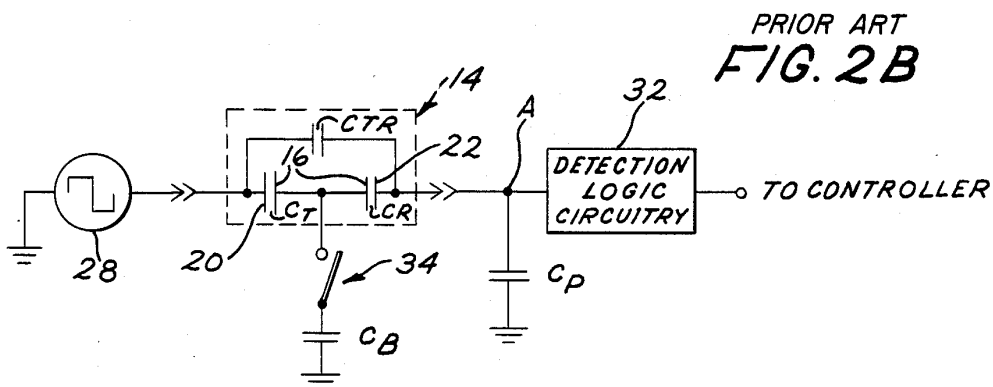 PRIOR ART
FIG. 2B
14
32
CTR
A
22
16
DETECTION
LOGIC
CIRCUITRY
TO CONTROLLER
CT
CR
20
28
34
CP
CB